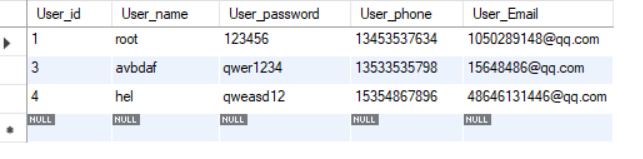 User_id User_name User_password User_phone User_Email
1 root 123456 13453537634 1050289148@qq.com
3 avbdaf qwer1234 13533535798 15648486@qq.com
4 hel qweasd12 15354867896 48646131446@qq.com
NULL NULL NULL NULL NULL